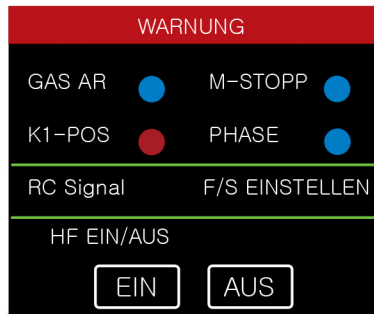 WARNUNG
GAS AR M-STOPP
K1-POS PHASE
RC Signal F/S EINSTELLEN
HF EIN/AUS
EIN AUS